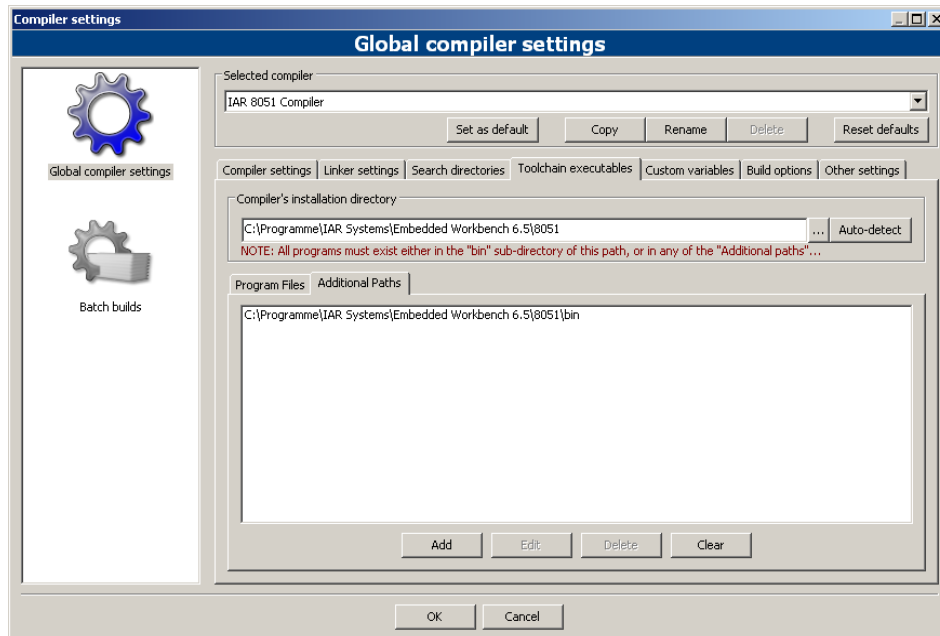 Compiler settings
Global compiler settings
Global compiler settings
Batch builds
Selected compiler
IAR 8051 Compiler
Set as default Copy Rename Delete Reset defaults
Compiler settings Linker settings Search directories Toolchain executables Custom variables Build options Other settings
Compiler's installation directory
C:\Programme\IAR Systems\Embedded Workbench 6.5\8051 ... Auto-detect
NOTE: All programs must exist either in the "bin" sub-directory of this path, or in any of the "Additional paths"...
Program Files Additional Paths
C:\Programme\IAR Systems\Embedded Workbench 6.5\8051\bin
Add Edit Delete Clear
OK Cancel